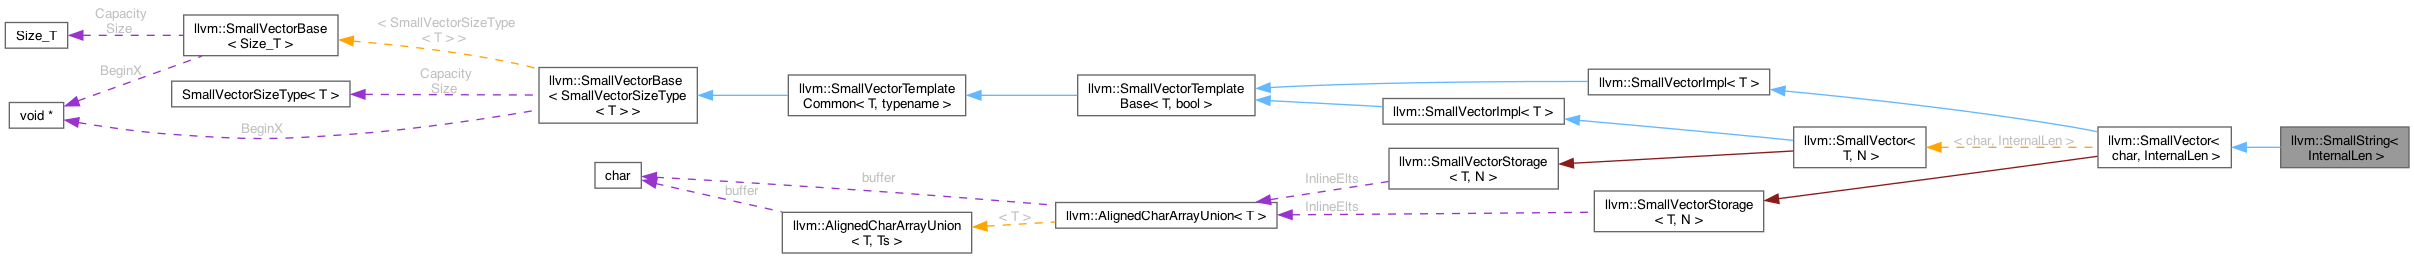 Size_T
Capacity
Size
llvm::SmallVectorBase
< Size_T >
BeginX
SmallVectorSizeType< T >
void *
< SmallVectorSizeType
< T > >
Capacity
Size
BeginX
llvm::SmallVectorBase
< SmallVectorSizeType
< T > >
llvm::SmallVectorTemplate
Common< T, typename >
llvm::SmallVectorTemplate
Base< T, bool >
llvm::SmallVectorImpl< T >
llvm::SmallVectorImpl< T >
char
buffer
buffer
llvm::AlignedCharArrayUnion
< T, Ts >
< T >
llvm::AlignedCharArrayUnion< T >
InlineElts
InlineElts
llvm::SmallVectorStorage
< T, N >
llvm::SmallVectorStorage
< T, N >
llvm::SmallVector<
T, N >
< char, InternalLen >
llvm::SmallVector<
char, InternalLen >
llvm::SmallString<
InternalLen >